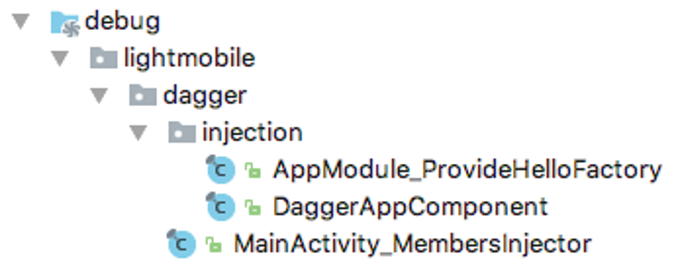 debug
lightmobile
dagger
injection
AppModule_ProvideHelloFactory
DaggerAppComponent
MainActivity_MembersInjector